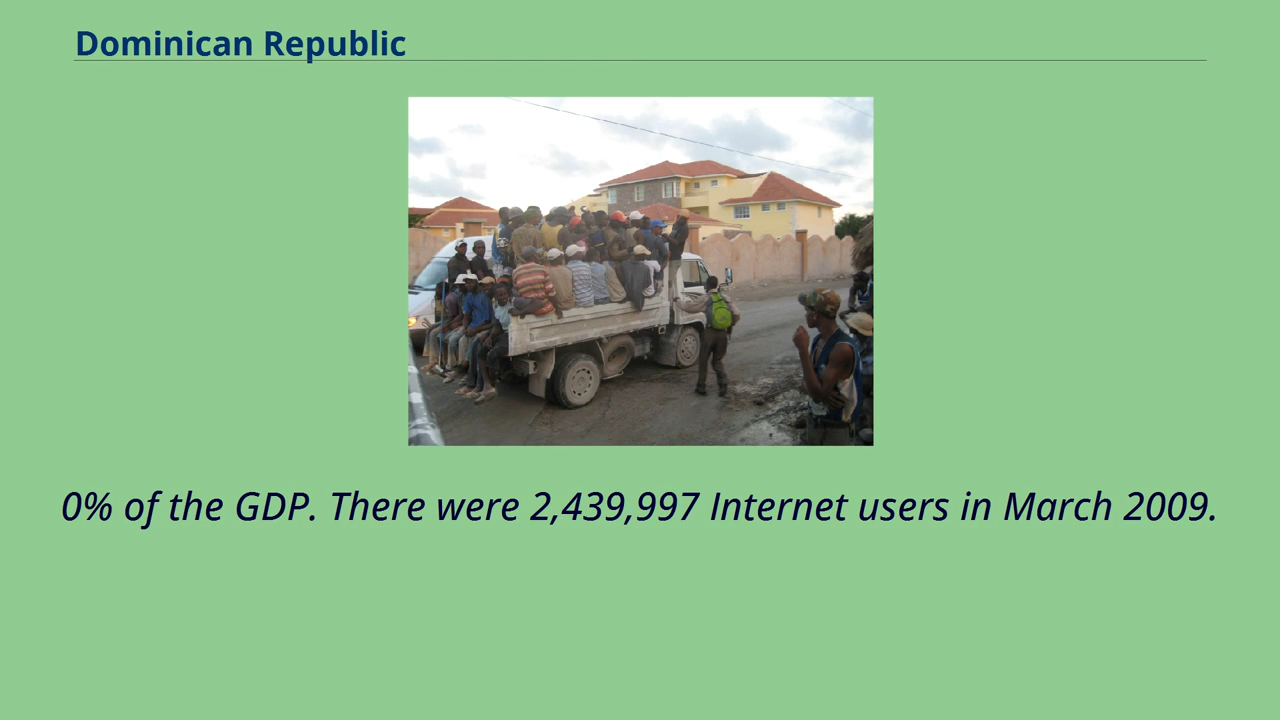 Dominican Republic
0% of the GDP. There were 2,439,997 Internet users in March 2009.